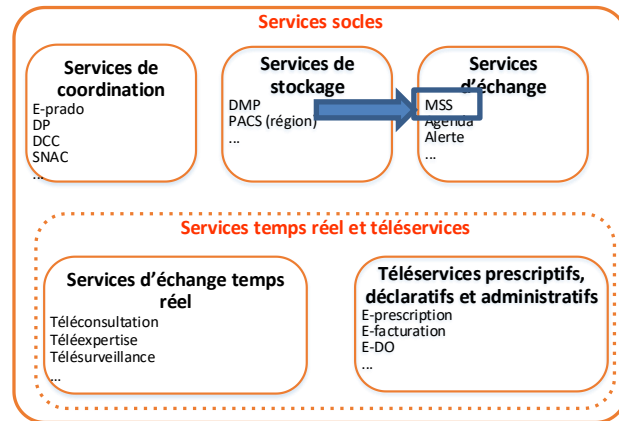 Services socles
Services de
coordination
E-prado
DP
DCC
SNAC
...
Services de
stockage
DMP
PACS (région)
...
Services
d'échange
MSS
Agenda
Alerte
...
Services temps réel et téléservices
Services d'échange temps
réel
Téléconsultation
Téléexpertise
Télésurveillance
...
Téléservices prescriptifs,
déclaratifs et administratifs
E-prescription
E-facturation
E-DO
...